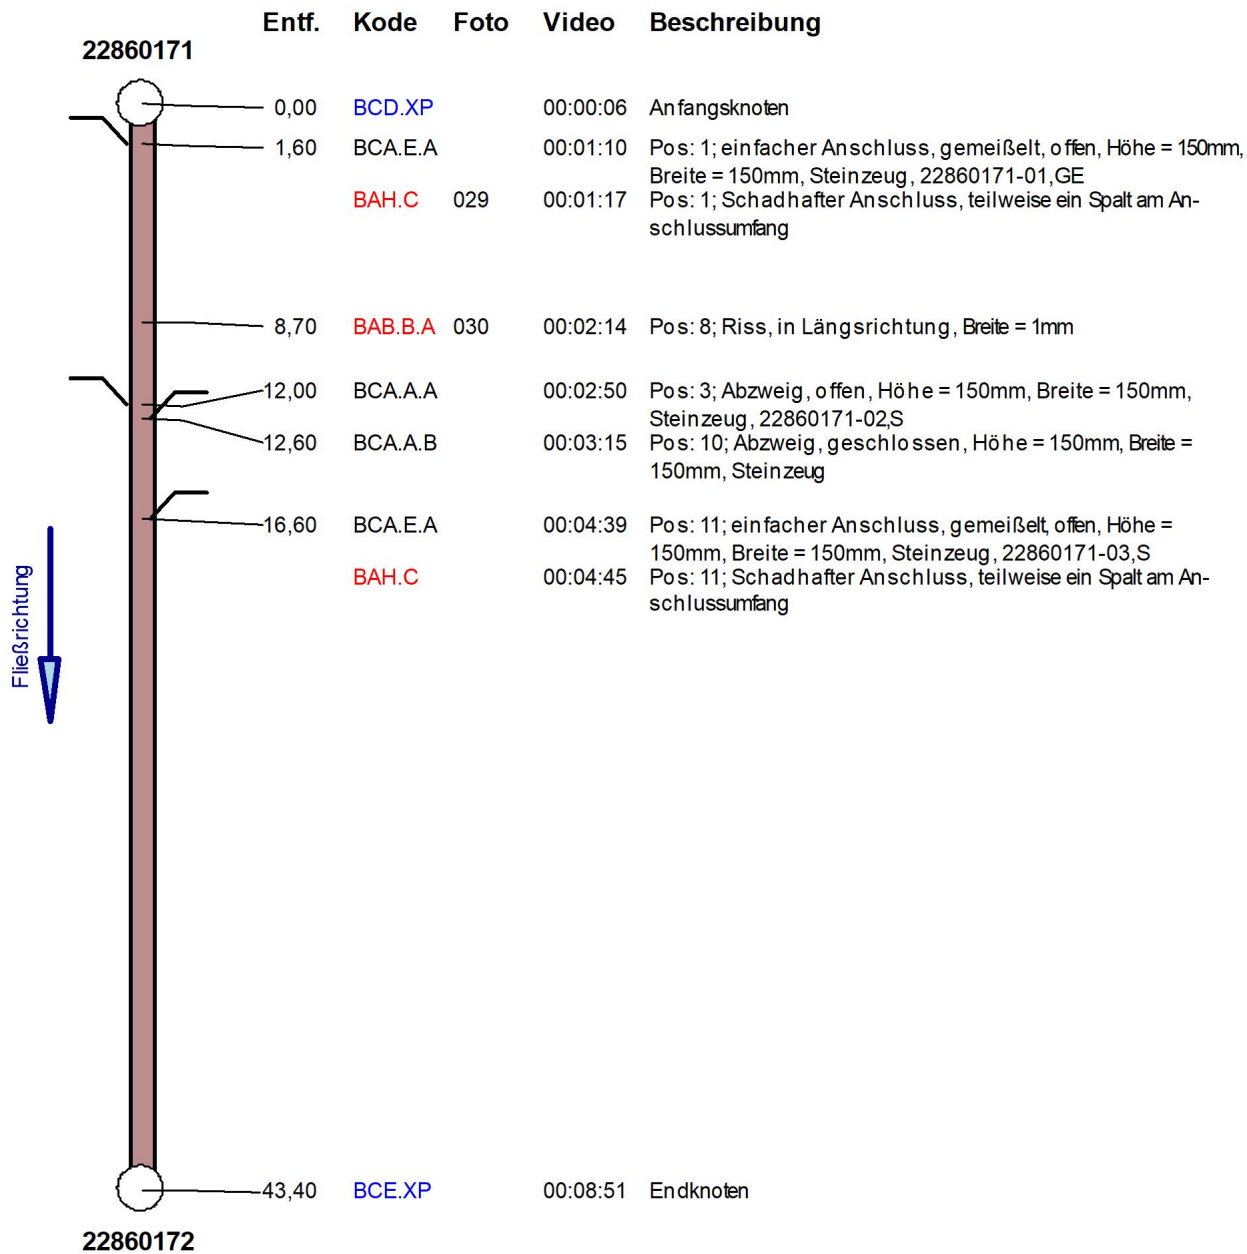 Entf. Kode Foto Video Beschreibung
22860171
0,00 BCD.XP 00:00:06 Anfangsknoten
1,60 BCA.E.A 00:01:10 Pos: 1; einfacher Anschluss, gemeißelt, offen, Höhe = 150mm,
Breite = 150mm, Steinzeug, 22860171-01,GE
BAH.C 029 00:01:17 Pos: 1; Schadhafter Anschluss, teilweise ein Spalt am An-
schlussumfang
8,70 BAB.B.A 030 00:02:14 Pos: 8; Riss, in Längsrichtung, Breite = 1mm
12,00 BCA.A.A 00:02:50 Pos: 3; Abzweig, offen, Höhe = 150mm, Breite = 150mm,
Steinzeug, 22860171-02,S
12,60 BCA.A.B 00:03:15 Pos: 10; Abzweig, geschlossen, Höhe = 150mm, Breite =
150mm, Steinzeug
16,60 BCA.E.A 00:04:39 Pos: 11; einfacher Anschluss, gemeißelt, offen, Höhe =
150mm, Breite = 150mm, Steinzeug, 22860171-03,S
BAH.C 00:04:45 Pos: 11; Schadhafter Anschluss, teilweise ein Spalt am An-
schlussumfang
Fließrichtung
43,40 BCE.XP 00:08:51 Endknoten
22860172